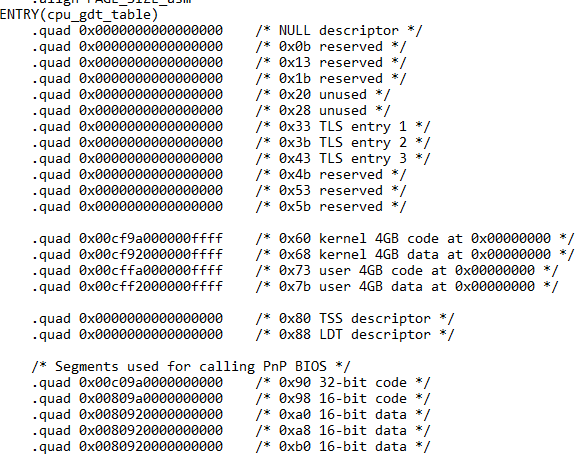 .align PAGE_SIZE_asm
ENTRY(cpu_gdt_table)
.quad 0x0000000000000000 /* NULL descriptor */
.quad 0x0000000000000000 /* 0x0b reserved */
.quad 0x0000000000000000 /* 0x13 reserved */
.quad 0x0000000000000000 /* 0x1b reserved */
.quad 0x0000000000000000 /* 0x20 unused */
.quad 0x0000000000000000 /* 0x28 unused */
.quad 0x0000000000000000 /* 0x33 TLS entry 1 */
.quad 0x0000000000000000 /* 0x3b TLS entry 2 */
.quad 0x0000000000000000 /* 0x43 TLS entry 3 */
.quad 0x0000000000000000 /* 0x4b reserved */
.quad 0x0000000000000000 /* 0x53 reserved */
.quad 0x0000000000000000 /* 0x5b reserved */
.quad 0x00cf9a000000ffff /* 0x60 kernel 4GB code at 0x00000000 */
.quad 0x00cf92000000ffff /* 0x68 kernel 4GB data at 0x00000000 */
.quad 0x00cffa000000ffff /* 0x73 user 4GB code at 0x00000000 */
.quad 0x00cff2000000ffff /* 0x7b user 4GB data at 0x00000000 */
.quad 0x0000000000000000 /* 0x80 TSS descriptor */
.quad 0x0000000000000000 /* 0x88 LDT descriptor */
/* Segments used for calling PnP BIOS */
.quad 0x00c09a0000000000 /* 0x90 32-bit code */
.quad 0x00809a0000000000 /* 0x98 16-bit code */
.quad 0x0080920000000000 /* 0xa0 16-bit data */
.quad 0x0080920000000000 /* 0xa8 16-bit data */
.quad 0x0080920000000000 /* 0xb0 16-bit data */